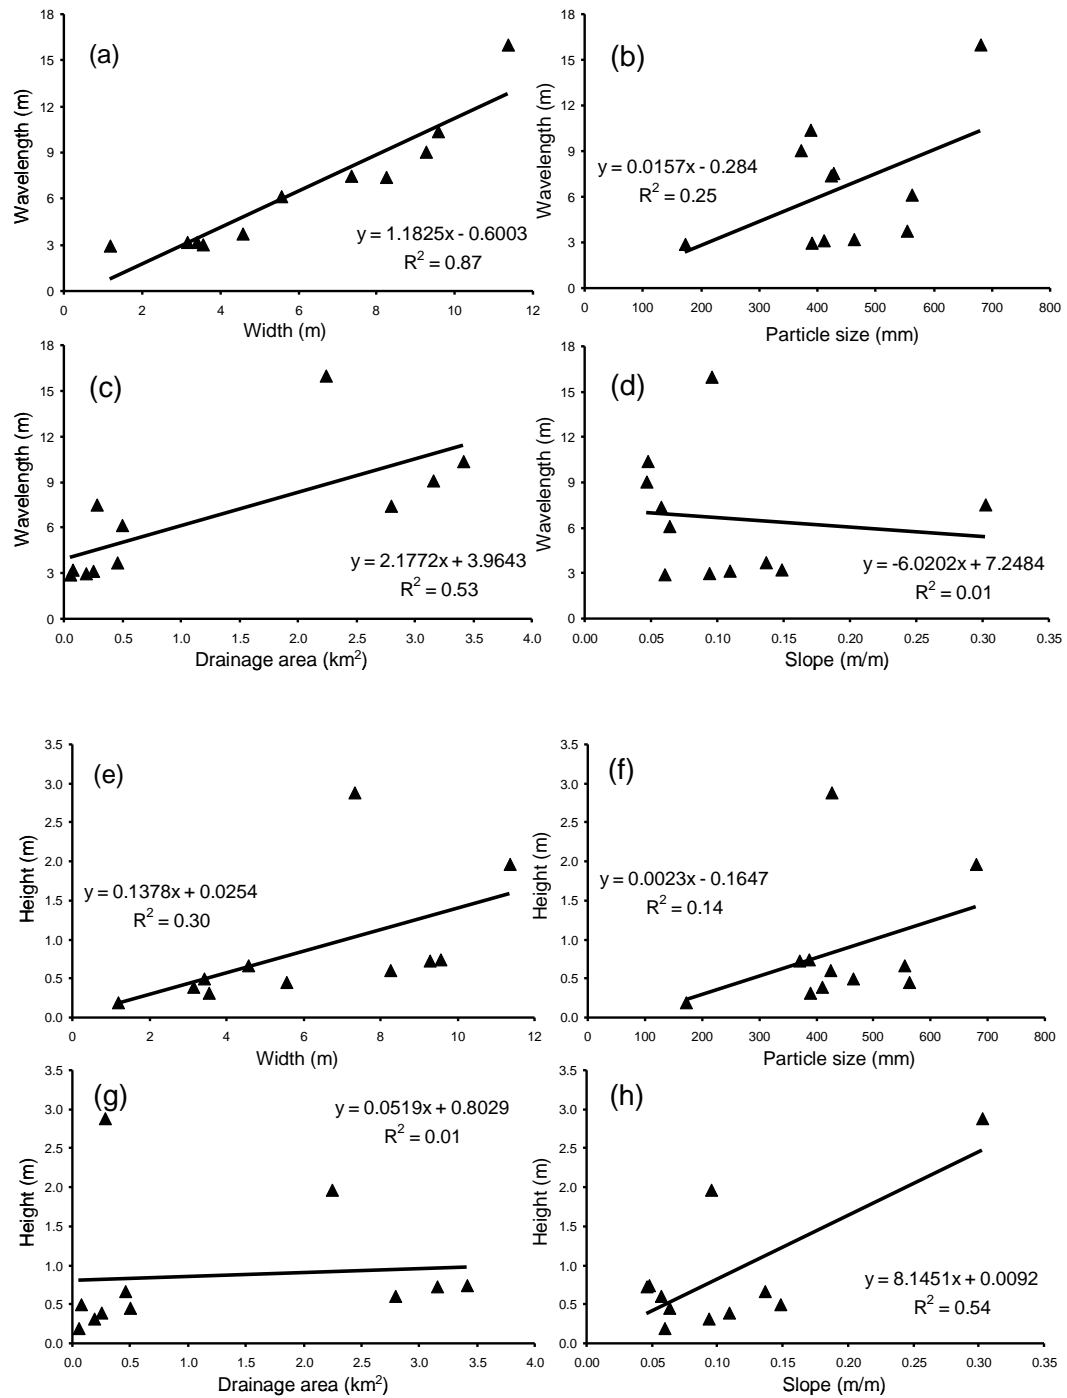 18
15
12
9
6
3
0
Wavelength (m)
(a)
y = 1.1825x - 0.6003
R² = 0.87
0 2 4 6 8 10 12
Width (m)
18
15
12
9
6
3
0
Wavelength (m)
(b)
y = 0.0157x - 0.284
R² = 0.25
0 100 200 300 400 500 600 700 800
Particle size (mm)
18
15
12
9
6
3
0
Wavelength (m)
(c)
y = 2.1772x + 3.9643
R² = 0.53
0.0 0.5 1.0 1.5 2.0 2.5 3.0 3.5 4.0
Drainage area (km²)
18
15
12
9
6
3
0
Wavelength (m)
(d)
y = -6.0202x + 7.2484
R² = 0.01
0.00 0.05 0.10 0.15 0.20 0.25 0.30 0.35
Slope (m/m)
3.5
3.0
2.5
2.0
1.5
1.0
0.5
0.0
Height (m)
(e)
y = 0.1378x + 0.0254
R² = 0.30
0 2 4 6 8 10 12
Width (m)
3.5
3.0
2.5
2.0
1.5
1.0
0.5
0.0
Height (m)
(f)
y = 0.0023x - 0.1647
R² = 0.14
0 100 200 300 400 500 600 700 800
Particle size (mm)
3.5
3.0
2.5
2.0
1.5
1.0
0.5
0.0
Height (m)
(g)
y = 0.0519x + 0.8029
R² = 0.01
0.0 0.5 1.0 1.5 2.0 2.5 3.0 3.5 4.0
Drainage area (km²)
3.5
3.0
2.5
2.0
1.5
1.0
0.5
0.0
Height (m)
(h)
y = 8.1451x + 0.0092
R² = 0.54
0.00 0.05 0.10 0.15 0.20 0.25 0.30 0.35
Slope (m/m)